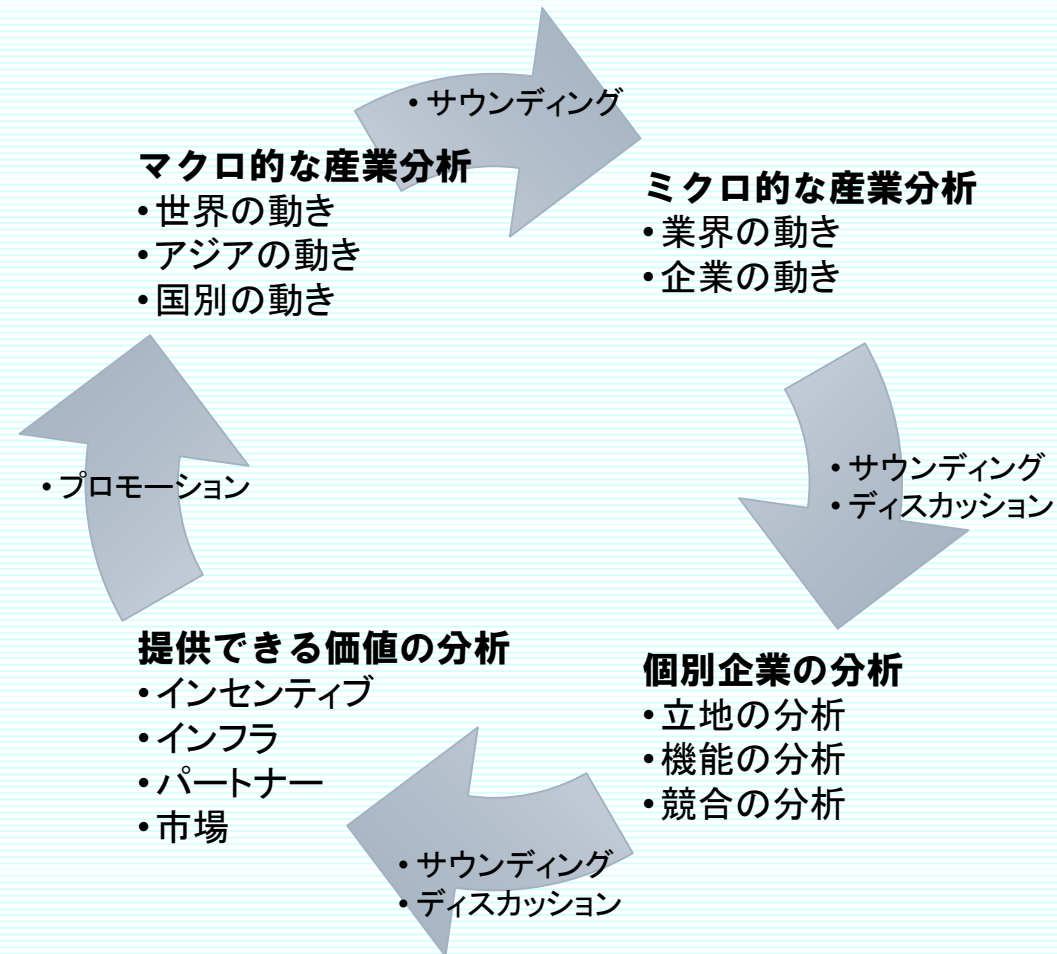 • サウンディング
マクロ的な産業分析
•世界の動き
•アジアの動き
•国別の動き
ミクロ的な産業分析
•業界の動き
•企業の動き
• サウンディング
• ディスカッション
個別企業の分析
•立地の分析
•機能の分析
•競合の分析
• サウンディング
• ディスカッション
提供できる価値の分析
•インセンティブ
•インフラ
•パートナー
•市場
• プロモーション